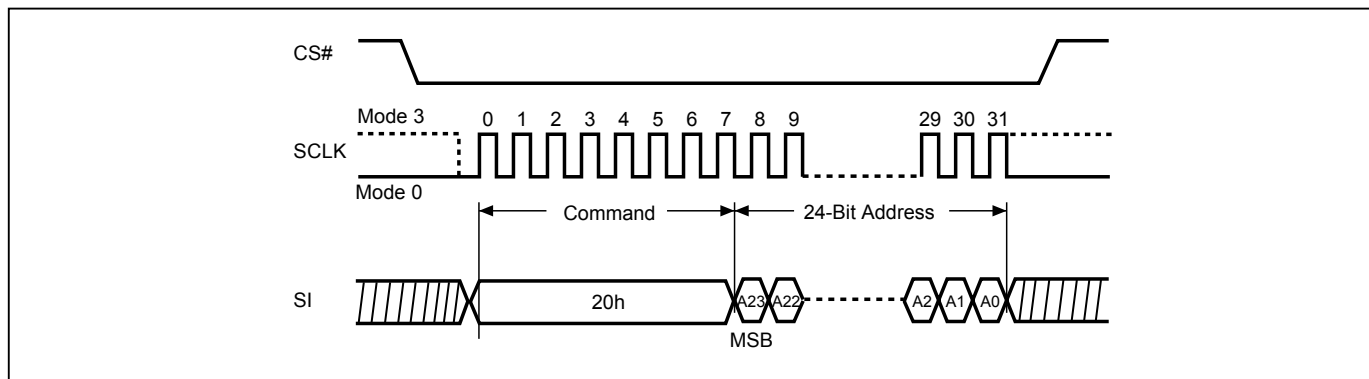 CS#
Mode 3
0 1 2 3 4 5 6 7 8 9 29 30 31
SCLK
Mode 0
Command 24-Bit Address
SI 20h A23 A22 A2 A1 A0
MSB